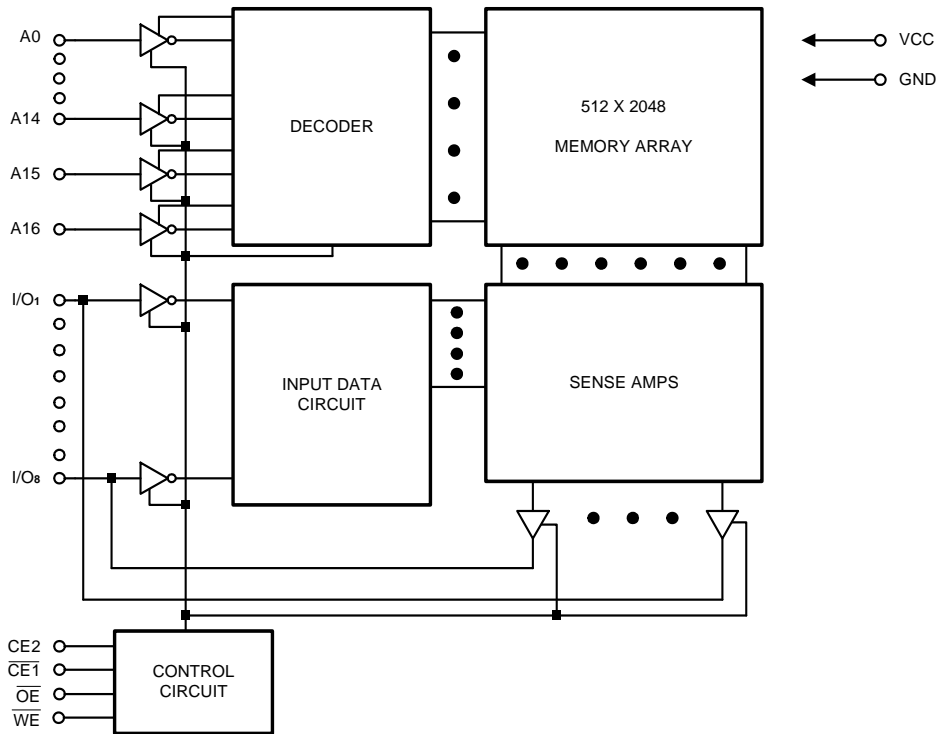 A0
A14
A15
A16
DECODER
512 X 2048
MEMORY ARRAY
VCC
GND
I/O1
I/O8
INPUT DATA
CIRCUIT
SENSE AMPS
CE2
CE1
OE
WE
CONTROL
CIRCUIT